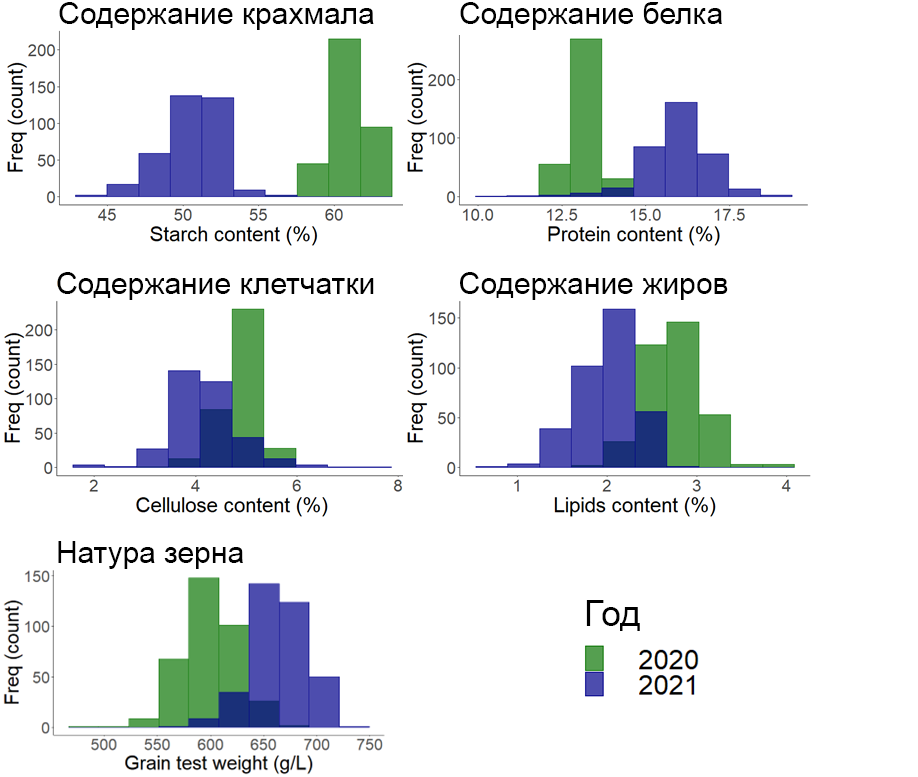 Содержание крахмала
Freq (count)
200
150
100
50
0
45 50 55 60
Starch content (%)
Содержание белка
Freq (count)
200
100
0
10.0 12.5 15.0 17.5
Protein content (%)
Содержание клетчатки
Freq (count)
200
150
100
50
0
2 4 6 8
Cellulose content (%)
Содержание жиров
Freq (count)
150
100
50
0
1 2 3 4
Lipids content (%)
Натура зерна
Freq (count)
150
100
50
0
500 550 600 650 700 750
Grain test weight (g/L)
Год
2020
2021